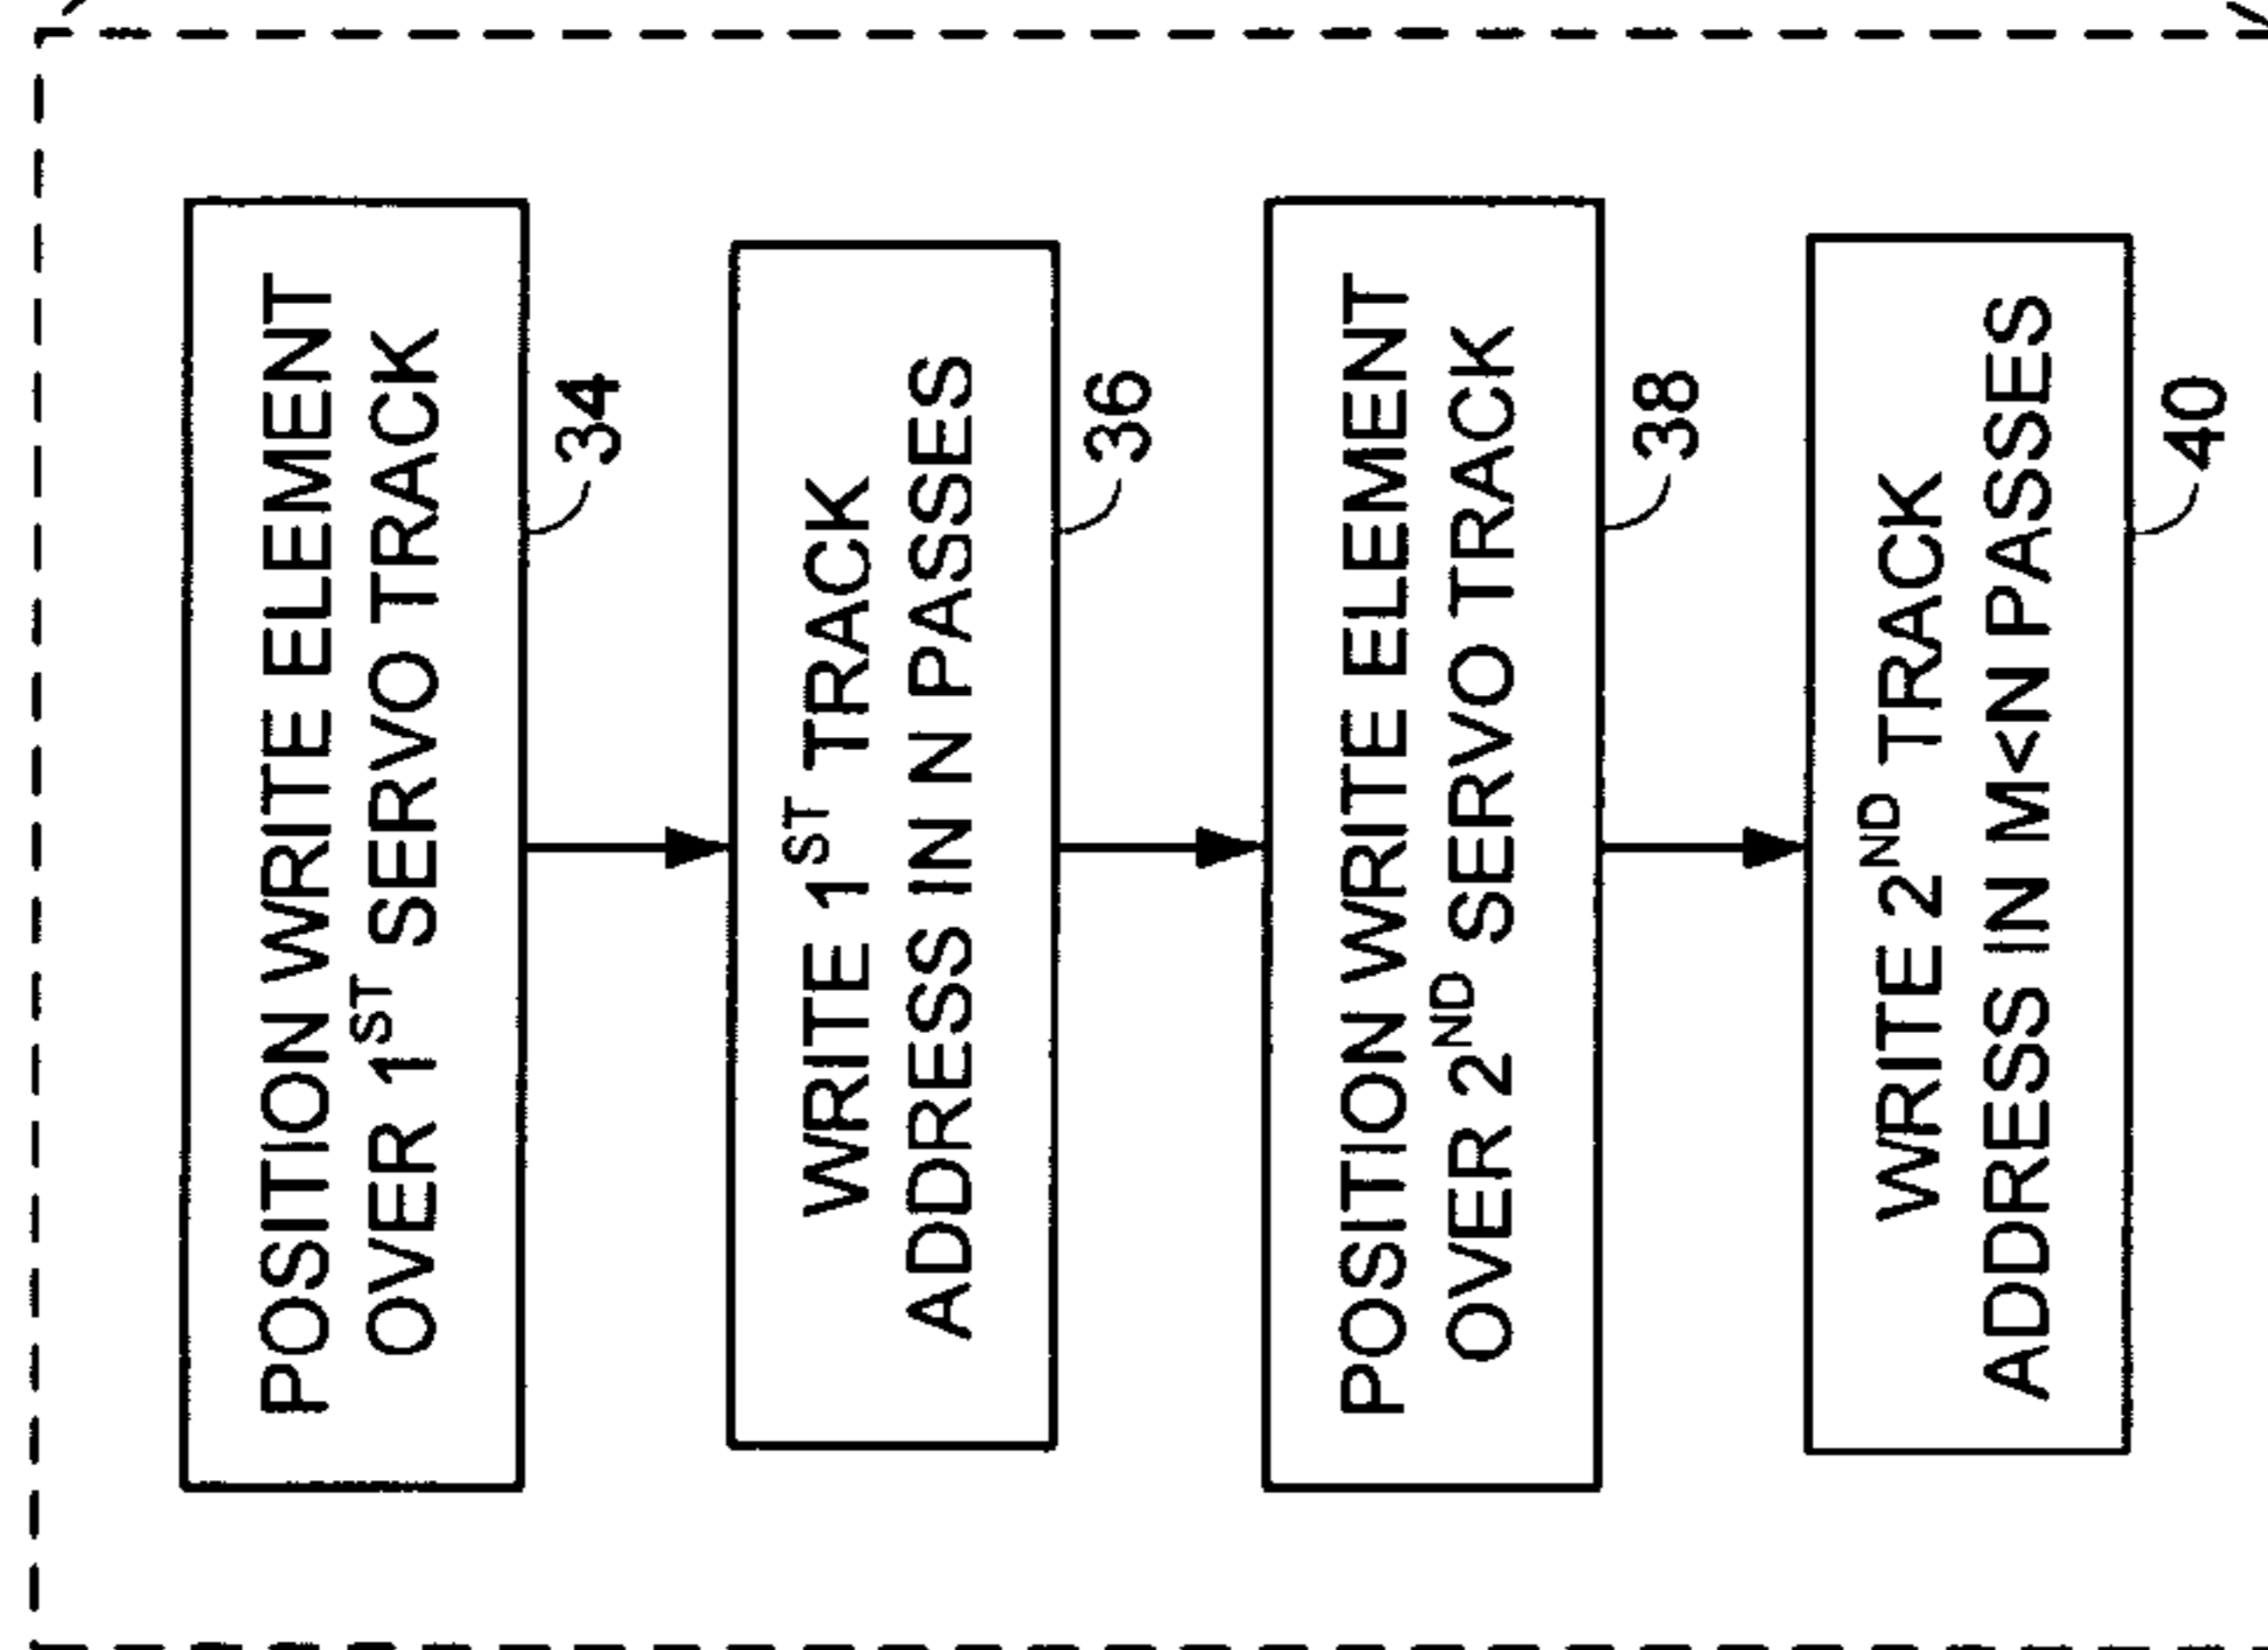 POSITION WRITE ELEMENT
OVER 1ST SERVO TRACK
34
WRITE 1ST TRACK
ADDRESS IN N PASSES
36
POSITION WRITE ELEMENT
OVER 2ND SERVO TRACK
38
WRITE 2ND TRACK
ADDRESS IN M<N PASSES
40